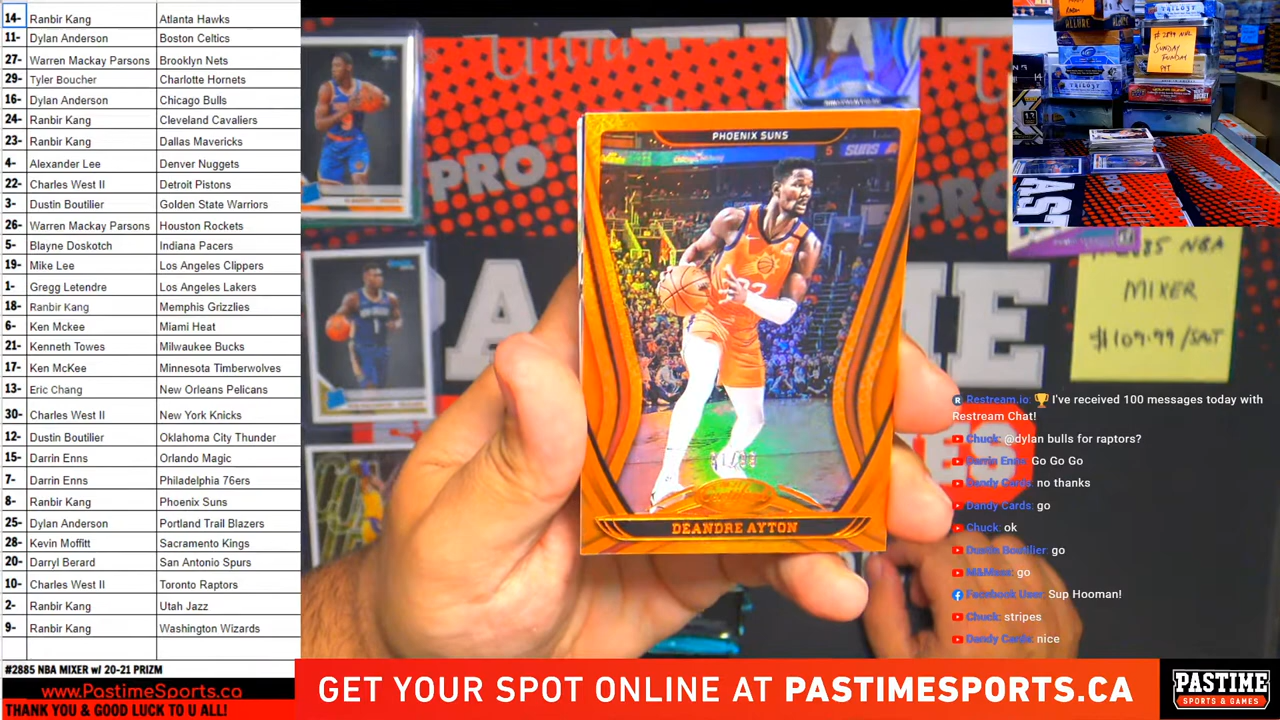 14- Ranbir Kang Atlanta Hawks
11- Dylan Anderson Boston Celtics
27- Warren Mackay Parsons Brooklyn Nets
29- Tyler Boucher Charlotte Hornets
16- Dylan Anderson Chicago Bulls
24- Ranbir Kang Cleveland Cavaliers
23- Ranbir Kang Dallas Mavericks
4- Alexander Lee Denver Nuggets
22- Charles West II Detroit Pistons
3- Dustin Boutilier Golden State Warriors
26- Warren Mackay Parsons Houston Rockets
5- Blayne Doskotch Indiana Pacers
19- Mike Lee Los Angeles Clippers
1- Gregg Letendre Los Angeles Lakers
18- Ranbir Kang Memphis Grizzlies
6- Ken Mckee Miami Heat
21- Kenneth Towes Milwaukee Bucks
17- Ken McKee Minnesota Timberwolves
13- Eric Chang New Orleans Pelicans
30- Charles West II New York Knicks
12- Dustin Boutilier Oklahoma City Thunder
15- Darrin Enns Orlando Magic
7- Darrin Enns Philadelphia 76ers
8- Ranbir Kang Phoenix Suns
25- Dylan Anderson Portland Trail Blazers
28- Kevin Moffitt Sacramento Kings
20- Darryl Berard San Antonio Spurs
10- Charles West II Toronto Raptors
2- Ranbir Kang Utah Jazz
9- Ranbir Kang Washington Wizards
#2885 NBA MIXER w/ 20-21 PRIZM
www.PastimeSports.ca
THANK YOU & GOOD LUCK TO U ALL!
PRO
PHOENIX SUNS
5 SUNS
DEANDRE AYTON
# 2899 NBA
SUNDAY
FUNDAY
2885 NBA
MIXER
$109.99/SPOT
Restream.io: 🏆 I've received 100 messages today with
Restream Chat!
Chuck: @dylan bulls for raptors?
Darrin Enns: Go Go Go
Dandy Cards: no thanks
Dandy Cards: go
Chuck: ok
Dustin Boutilier: go
go
Facebook User: Sup Hooman!
Chuck: stripes
Dandy Cards: nice
GET YOUR SPOT ONLINE AT PASTIMESPORTS.CA
PASTIME
SPORTS & GAMES